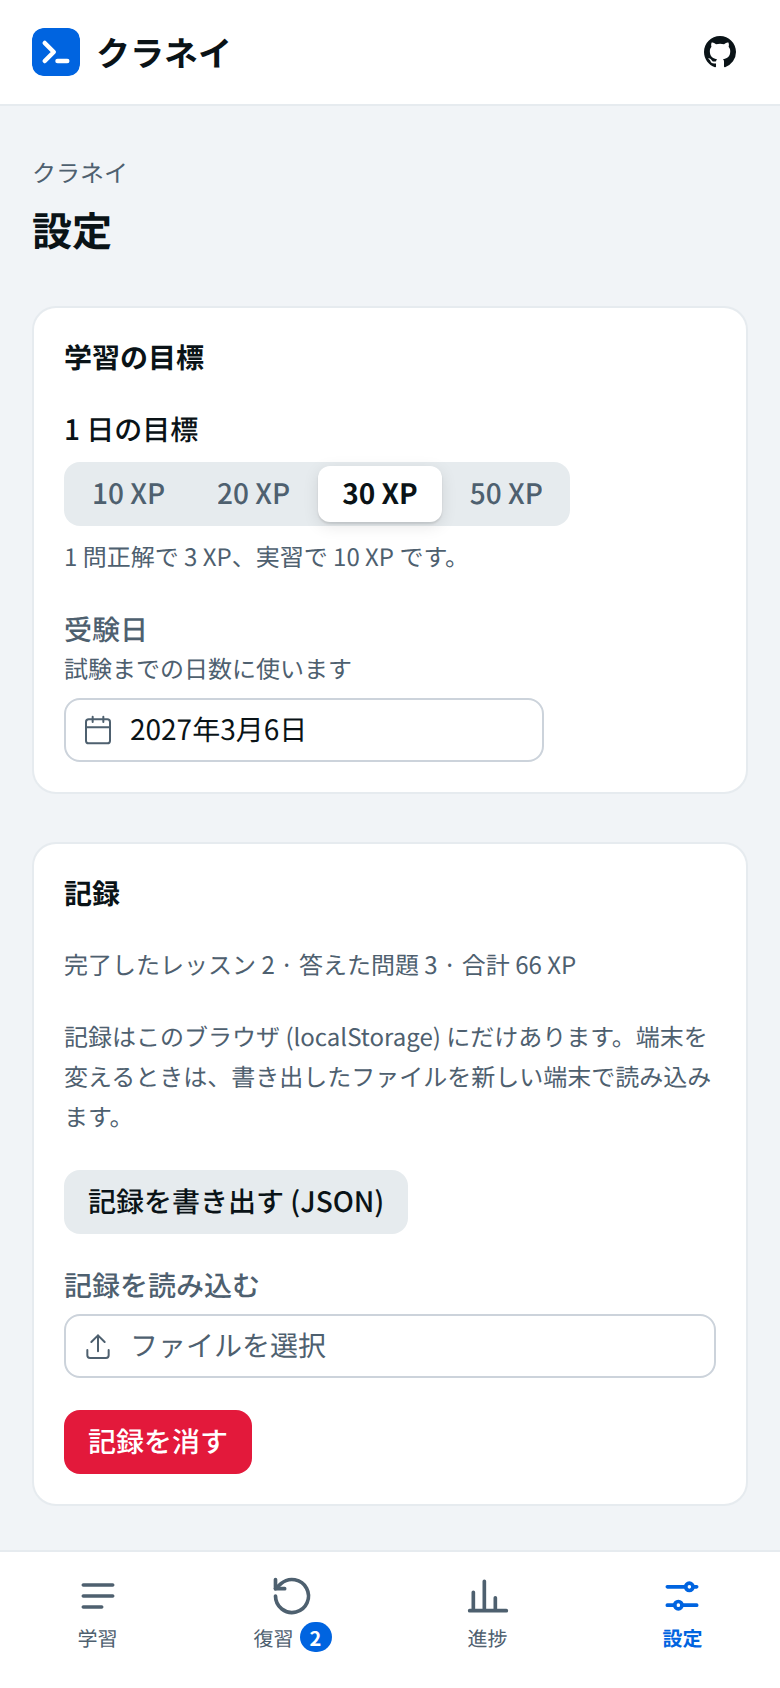 クラネイ
クラネイ
設定
学習の目標
1 日の目標
10 XP
20 XP
30 XP
50 XP
1 問正解で 3 XP、実習で 10 XP です。
受験日
試験までの日数に使います
2027年3月6日
記録
完了したレッスン 2 · 答えた問題 3 · 合計 66 XP
記録はこのブラウザ (localStorage) にだけあります。端末を
変えるときは、書き出したファイルを新しい端末で読み込み
ます。
記録を書き出す (JSON)
記録を読み込む
ファイルを選択
記録を消す
学習
復習 2
進捗
設定